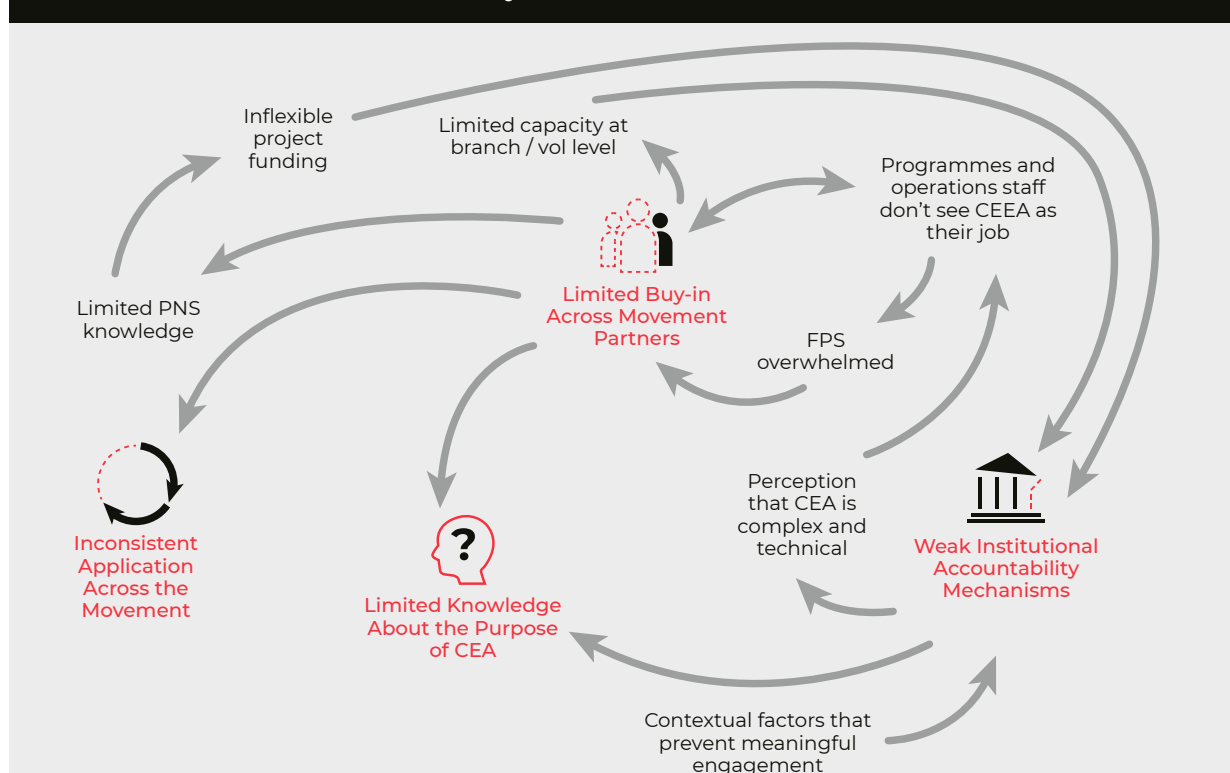 Inflexible
project
funding
Limited capacity at
branch / vol level
Programmes and
operations staff
don't see CEEA as
their job
Limited PNS
knowledge
Limited Buy-in
Across Movement
Partners
FPS
overwhelmed
Perception
that CEA is
complex and
technical
?
Inconsistent
Application
Across the
Movement
Limited Knowledge
About the Purpose
of CEA
Weak Institutional
Accountability
Mechanisms
Contextual factors that
prevent meaningful
engagement